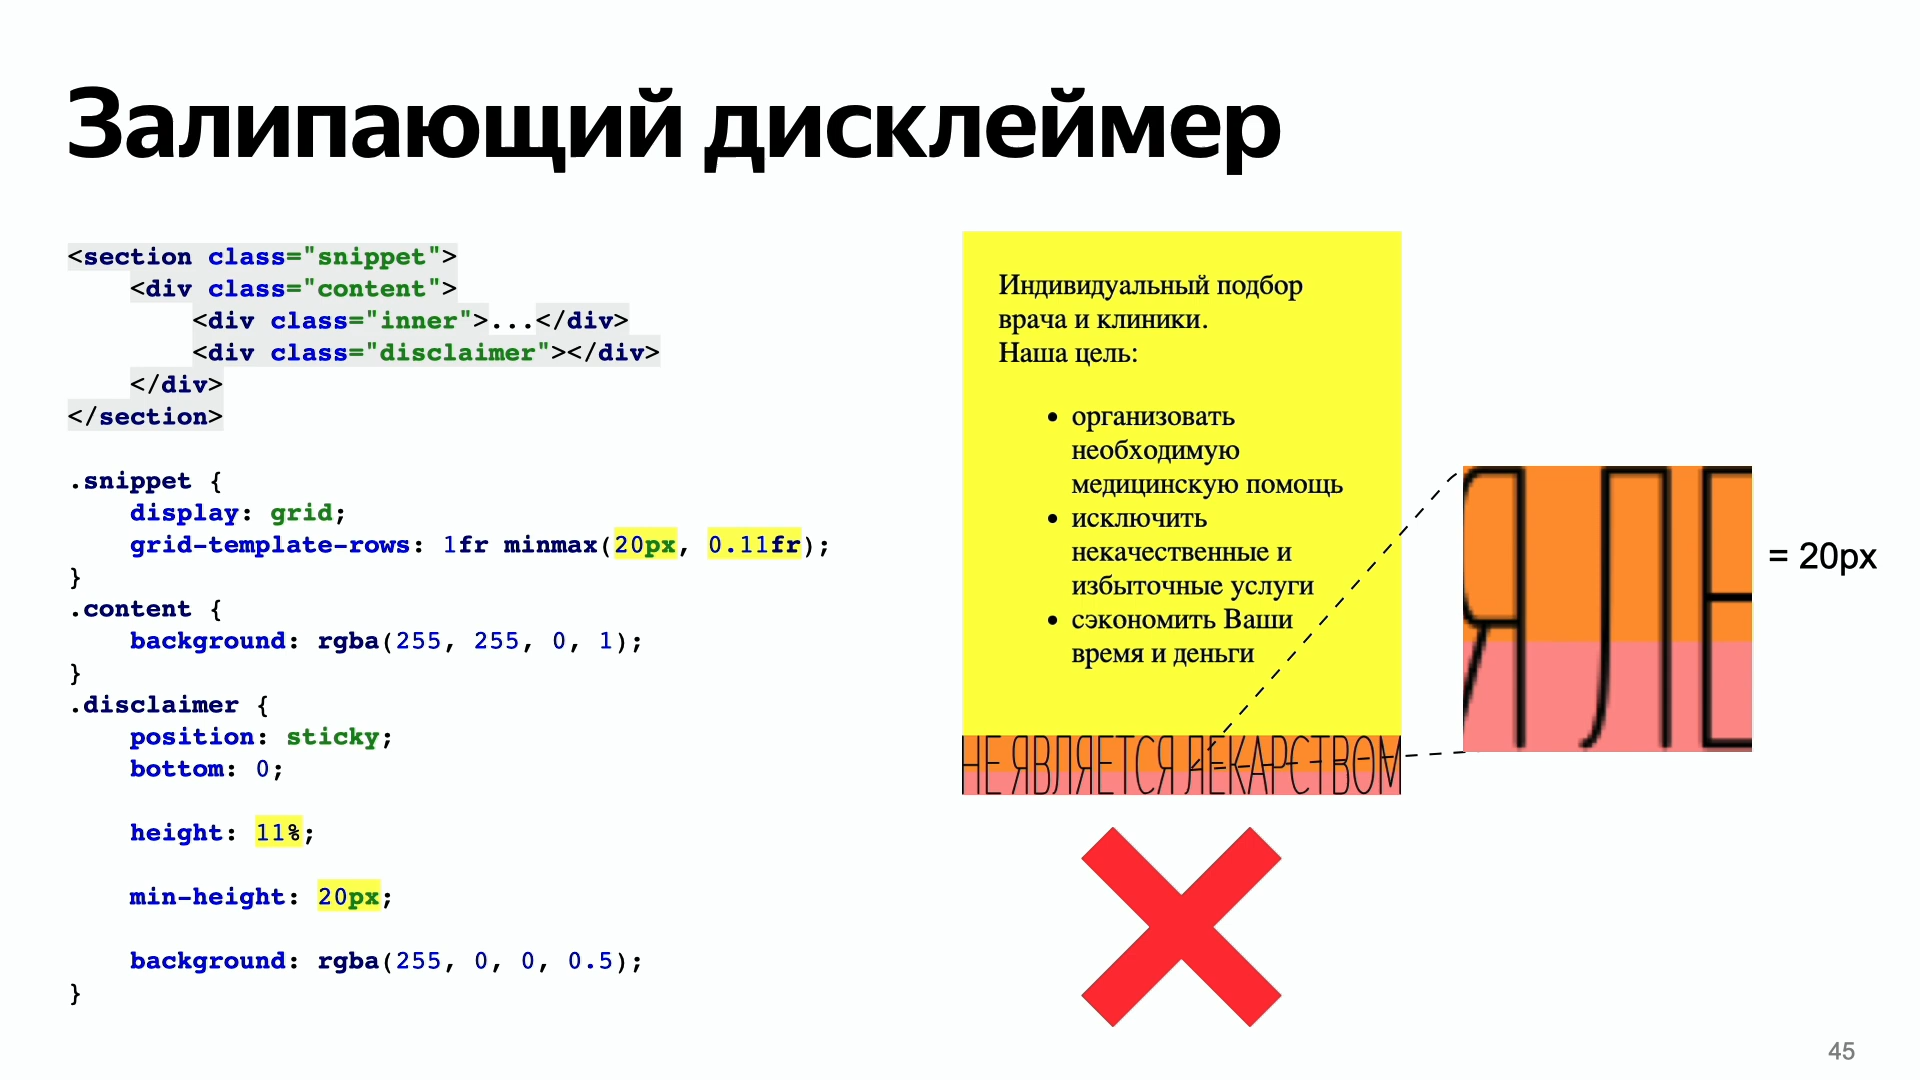 Залипающий дисклеймер
<section class="snippet">
<div class="content">
<div class="inner">...</div>
<div class="disclaimer"></div>
</div>
</section>
.snippet {
display: grid;
grid-template-rows: 1fr minmax(20px, 0.11fr);
}
.content {
background: rgba(255, 255, 0, 1);
}
.disclaimer {
position: sticky;
bottom: 0;
height: 11%;
min-height: 20px;
background: rgba(255, 0, 0, 0.5);
}
Индивидуальный подбор
врача и клиники.
Наша цель:
• организовать
необходимую
медицинскую помощь
• исключить
некачественные и
избыточные услуги
• сэкономить Ваши
время и деньги
НЕ ЯВЛЯЕТСЯ ЛЕКАРСТВОМ
Я ЛЕ
= 20px
45